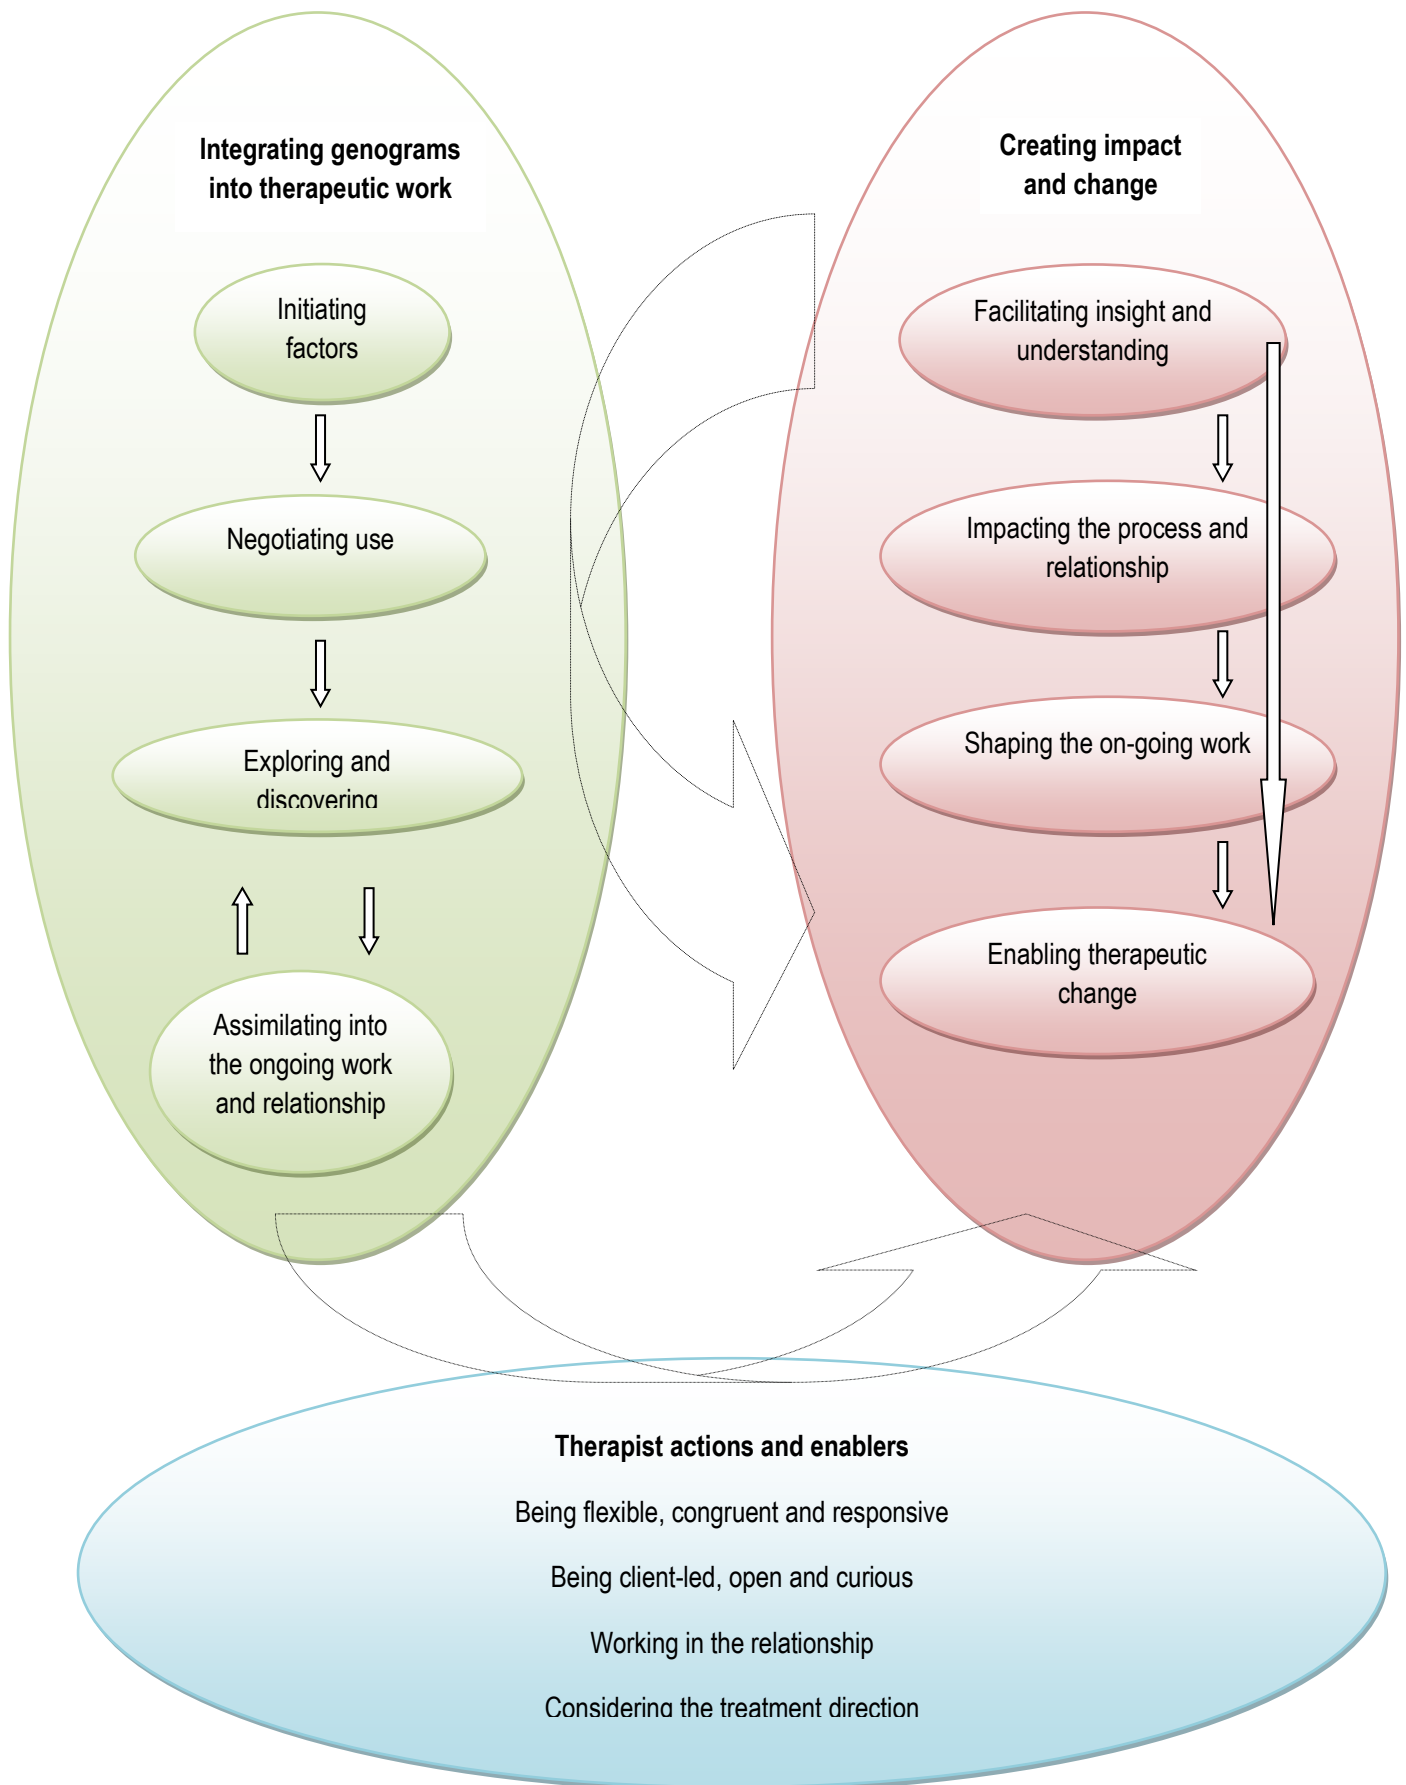 Integrating genograms
into therapeutic work
Initiating
factors
Negotiating use
Exploring and
discovering
Assimilating into
the ongoing work
and relationship
Creating impact
and change
Facilitating insight and
understanding
Impacting the process and
relationship
Shaping the on-going work
Enabling therapeutic
change
Therapist actions and enablers
Being flexible, congruent and responsive
Being client-led, open and curious
Working in the relationship
Considering the treatment direction